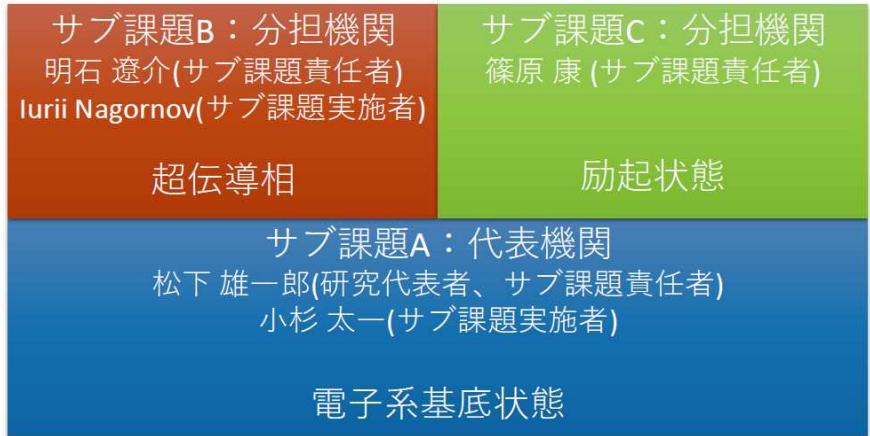 サブ課題B：分担機関
明石 遼介(サブ課題責任者)
Iurii Nagornov(サブ課題実施者)
超伝導相
サブ課題C：分担機関
篠原 康 (サブ課題責任者)
励起状態
サブ課題A：代表機関
松下 雄一郎(研究代表者、サブ課題責任者)
小杉 太一(サブ課題実施者)
電子系基底状態